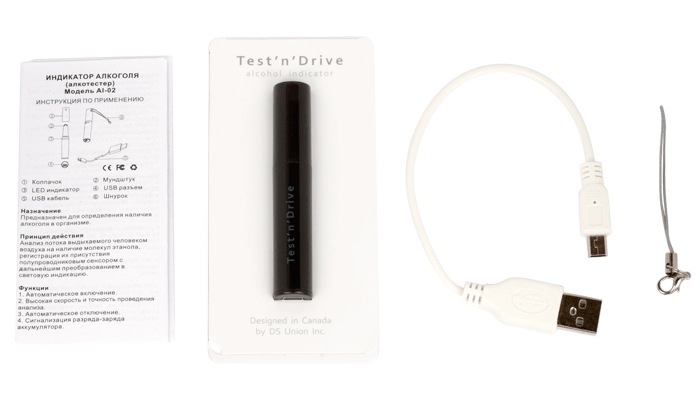 ИНДИКАТОР АЛКОГОЛЯ
(алкотестер)
Модель AI-02
ИНСТРУКЦИЯ ПО ПРИМЕНЕНИЮ
① Колпачок ② Мундштук
③ LED индикатор ④ USB разъем
⑤ USB кабель ⑥ Шнурок
Назначение
Предназначен для определения наличия
алкоголя в организме.
Принцип действия
Анализ потока выдыхаемого человеком
воздуха на наличие молекул этанола,
регистрация их присутствия
полупроводниковым сенсором с
дальнейшим преобразованием в
световую индикацию.
Функции
1. Автоматическое включение.
2. Высокая скорость и точность проведения
анализа.
3. Автоматическое отключение.
4. Сигнализация разряда-заряда
аккумулятора.
Test'n'Drive
alcohol indicator
Test'n'Drive
Designed in Canada
by DS Union Inc.